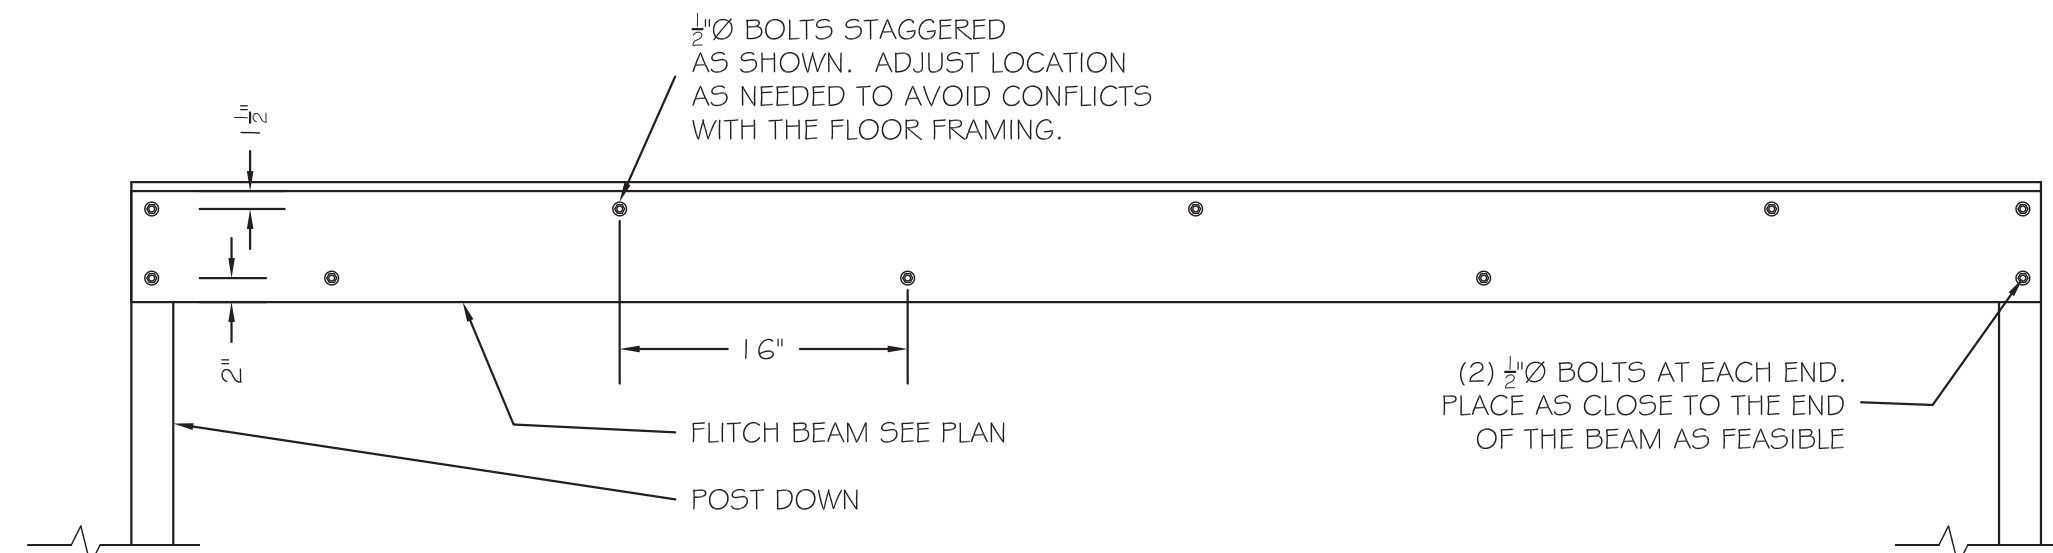 ½"Ø BOLTS STAGGERED
AS SHOWN. ADJUST LOCATION
AS NEEDED TO AVOID CONFLICTS
WITH THE FLOOR FRAMING.
1½"
2"
16"
(2) ½"Ø BOLTS AT EACH END.
PLACE AS CLOSE TO THE END
OF THE BEAM AS FEASIBLE
FLITCH BEAM SEE PLAN
POST DOWN